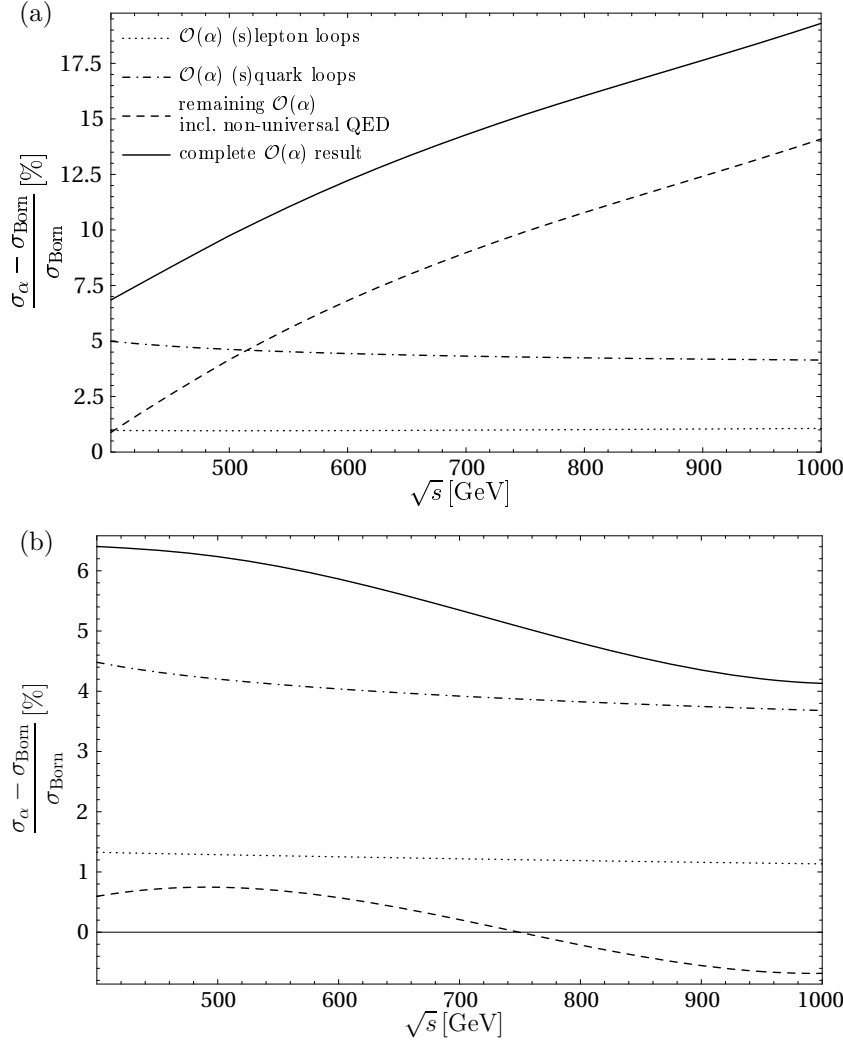 (a)
𝒪(α) (s)lepton loops
𝒪(α) (s)quark loops
remaining 𝒪(α)
incl. non-universal QED
complete 𝒪(α) result
17.5
15
12.5
10
7.5
5
2.5
0
σα − σBorn
σBorn
[%]
500 600 700 800 900 1000
√s [GeV]
(b)
6
5
4
3
2
1
0
σα − σBorn
σBorn
[%]
500 600 700 800 900 1000
√s [GeV]